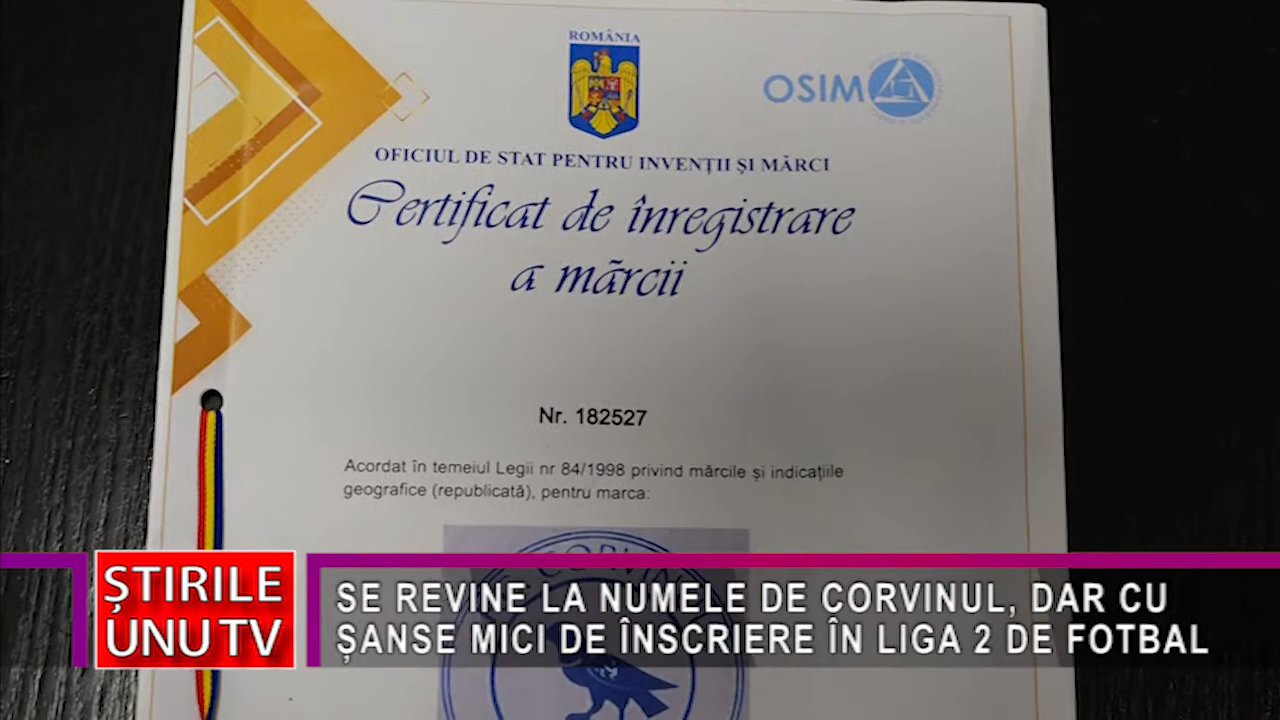 ROMÂNIA
OSIM
OFICIUL DE STAT PENTRU INVENȚII ȘI MĂRCI
Certificat de înregistrare
a mărcii
Nr. 182527
Acordat în temeiul Legii nr 84/1998 privind mărcile și indicațiile
geografice (republicată), pentru marca:
ȘTIRILE
UNU TV
SE REVINE LA NUMELE DE CORVINUL, DAR CU
ȘANSE MICI DE ÎNSCRIERE ÎN LIGA 2 DE FOTBAL